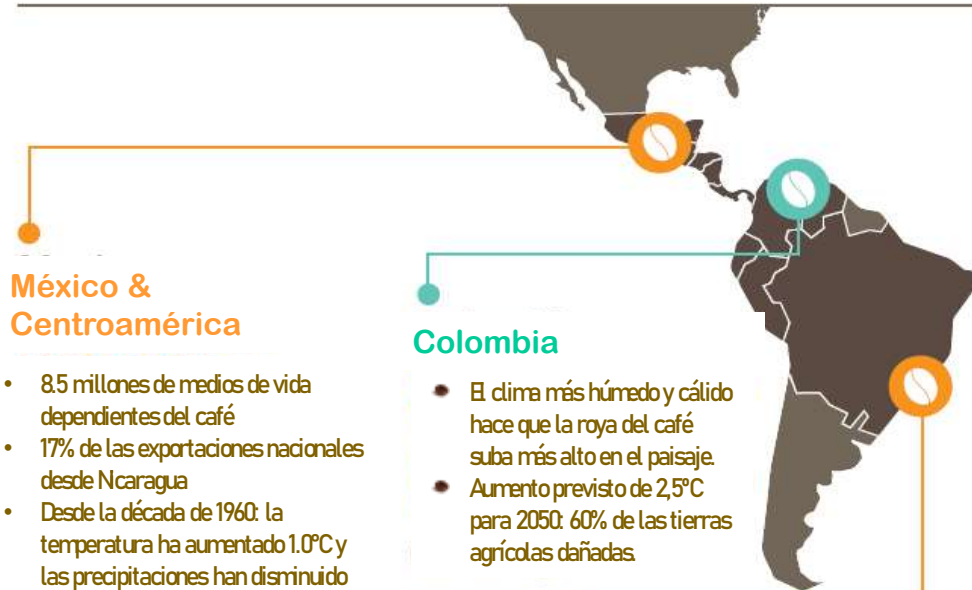 México &
Centroamérica
• 8.5 millones de medios de vida
dependientes del café
• 17% de las exportaciones nacionales
desde Nicaragua
• Desde la década de 1960: la
temperatura ha aumentado 1.0°C y
las precipitaciones han disminuido
Colombia
El clima más húmedo y cálido
hace que la roya del café
suba más alto en el paisaje.
Aumento previsto de 2,5°C
para 2050: 60% de las tierras
agrícolas dañadas.